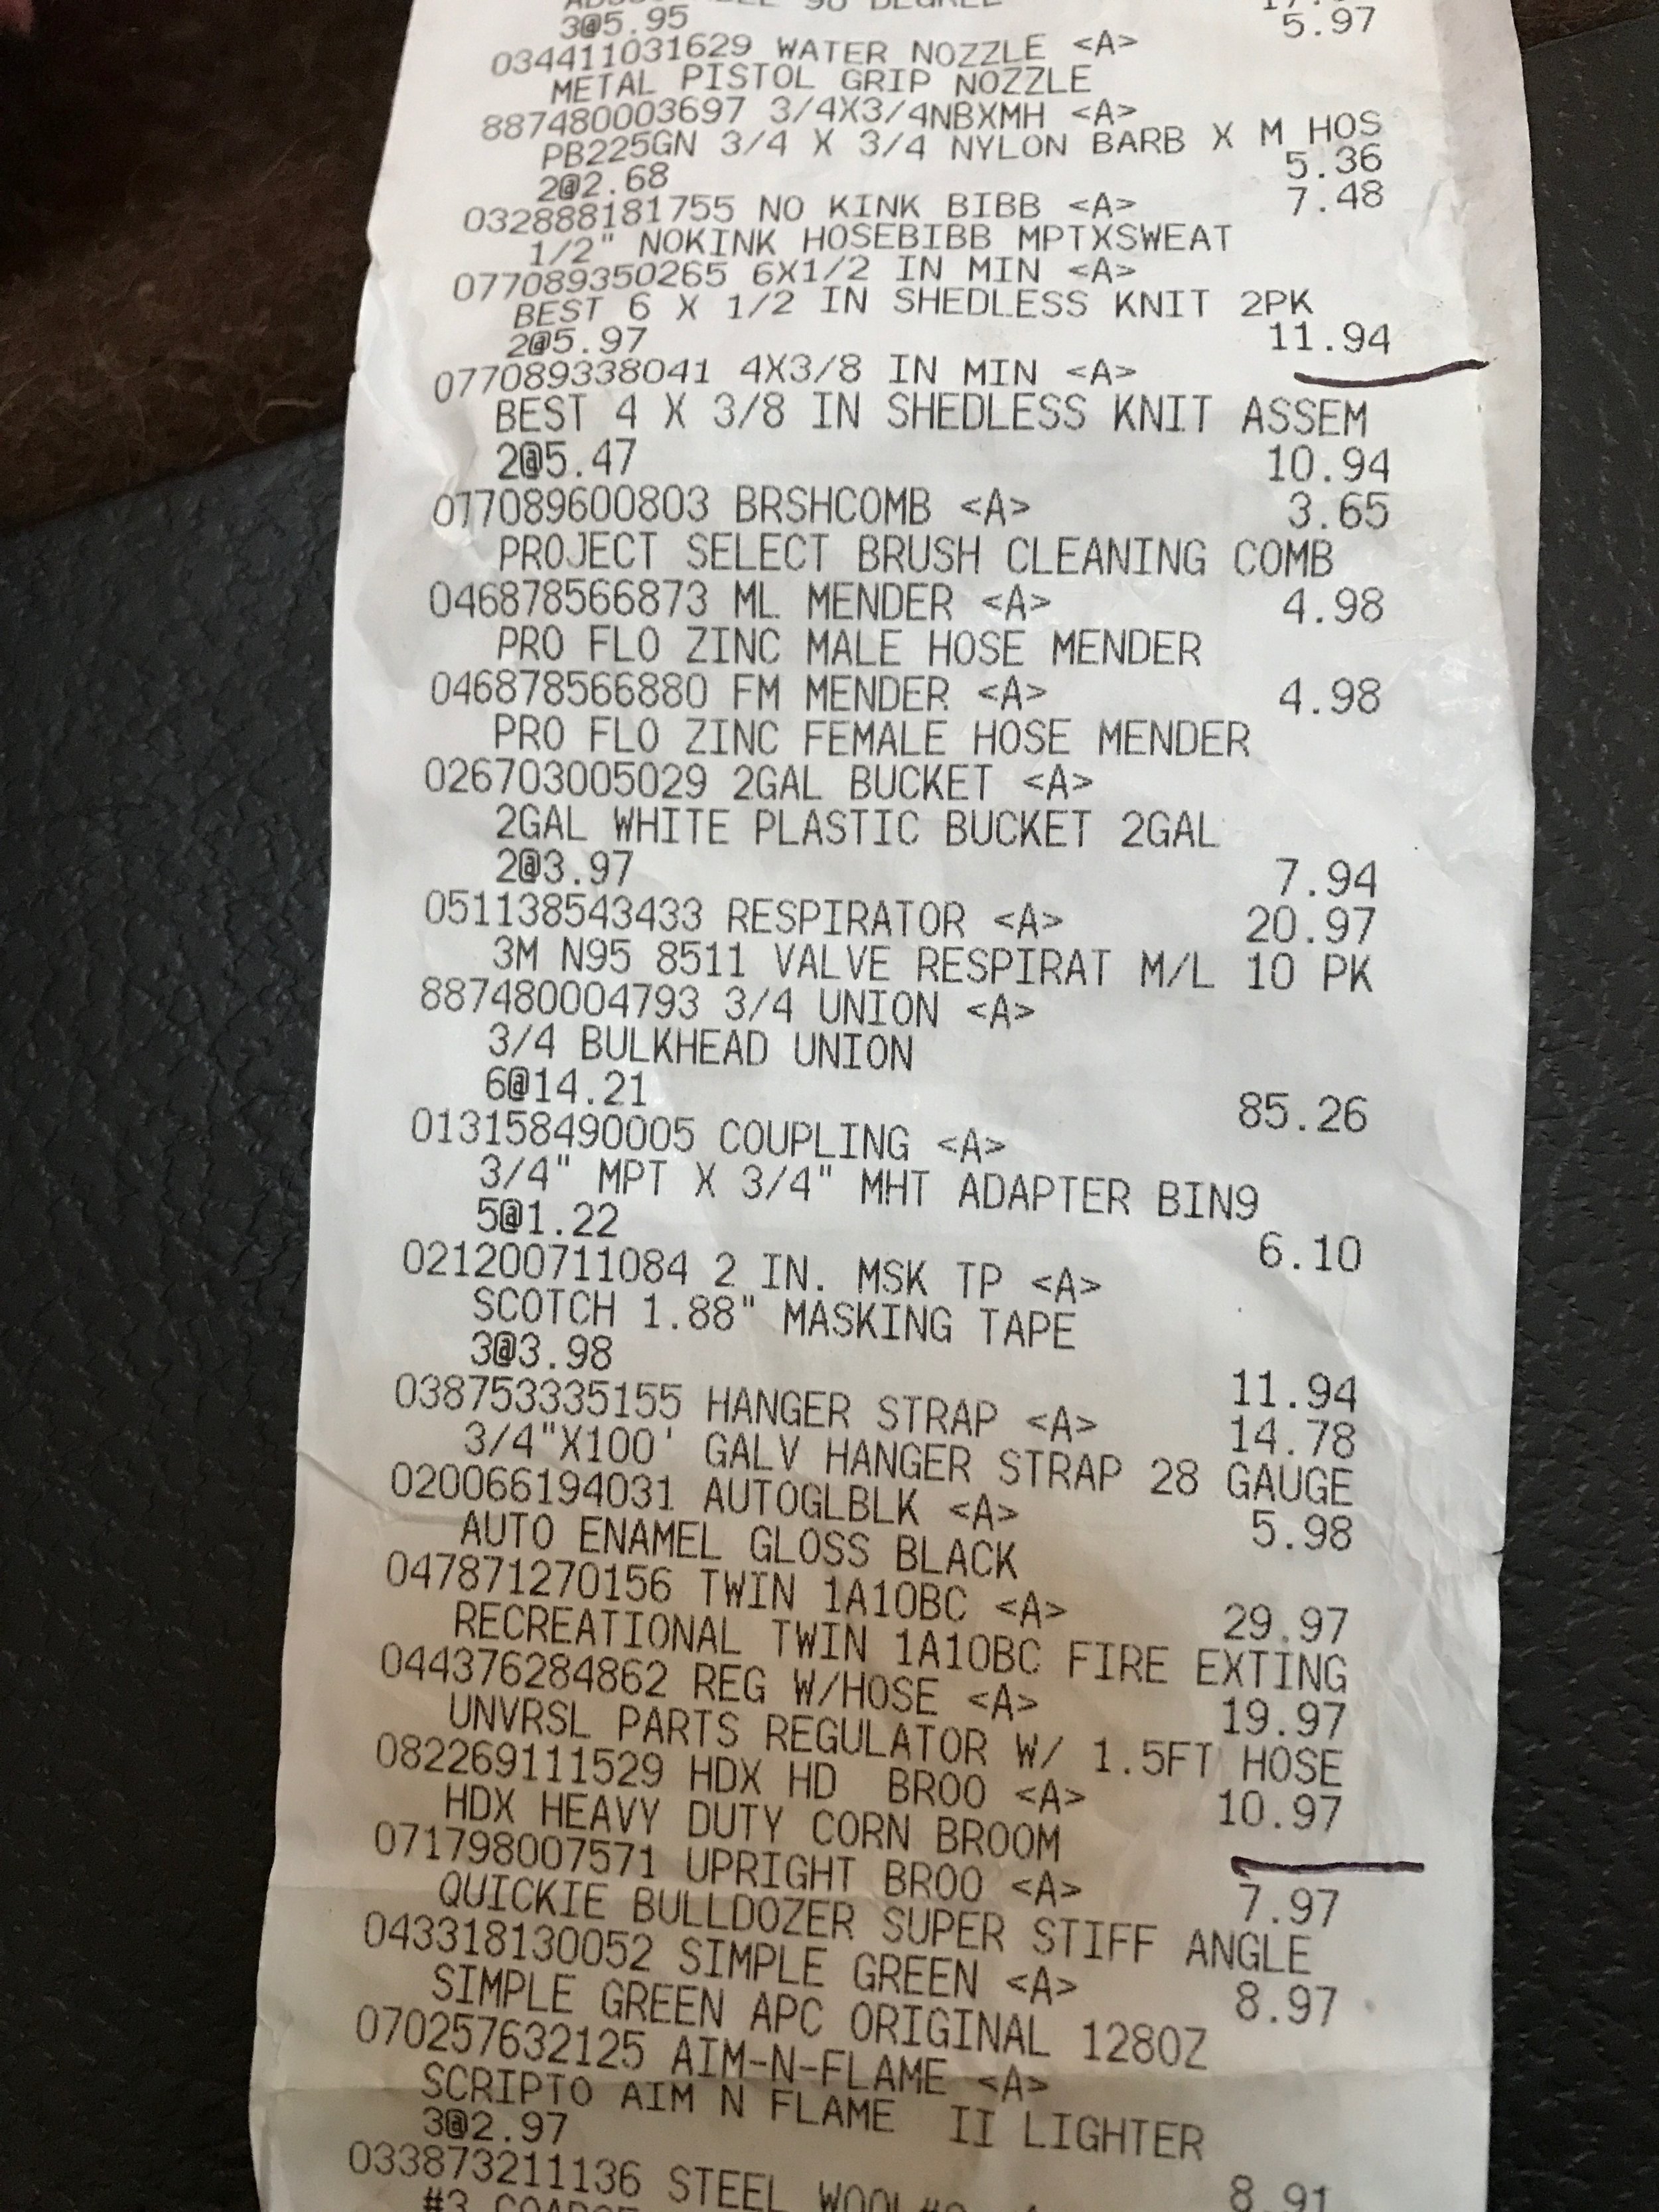 90 DEGREE
3@5.95
034411031629 WATER NOZZLE <A> 5.97
METAL PISTOL GRIP NOZZLE
887480003697 3/4X3/4NBXMH <A>
PB225GN 3/4 X 3/4 NYLON BARB X M HOS
2@2.68 5.36
032888181755 NO KINK BIBB <A> 7.48
1/2" NOKINK HOSEBIBB MPTXSWEAT
077089350265 6X1/2 IN MIN <A>
BEST 6 X 1/2 IN SHEDLESS KNIT 2PK
2@5.97 11.94
077089338041 4X3/8 IN MIN <A>
BEST 4 X 3/8 IN SHEDLESS KNIT ASSEM
2@5.47 10.94
077089600803 BRSHCOMB <A> 3.65
PROJECT SELECT BRUSH CLEANING COMB
046878566873 ML MENDER <A> 4.98
PRO FLO ZINC MALE HOSE MENDER
046878566880 FM MENDER <A> 4.98
PRO FLO ZINC FEMALE HOSE MENDER
026703005029 2GAL BUCKET <A>
2GAL WHITE PLASTIC BUCKET 2GAL
2@3.97 7.94
051138543433 RESPIRATOR <A> 20.97
3M N95 8511 VALVE RESPIRAT M/L 10 PK
887480004793 3/4 UNION <A>
3/4 BULKHEAD UNION
6@14.21 85.26
013158490005 COUPLING <A>
3/4" MPT X 3/4" MHT ADAPTER BIN9
5@1.22 6.10
021200711084 2 IN. MSK TP <A>
SCOTCH 1.88" MASKING TAPE
3@3.98 11.94
038753335155 HANGER STRAP <A> 14.78
3/4"X100' GALV HANGER STRAP 28 GAUGE
020066194031 AUTOGLBLK <A> 5.98
AUTO ENAMEL GLOSS BLACK
047871270156 TWIN 1A10BC <A> 29.97
RECREATIONAL TWIN 1A10BC FIRE EXTING
044376284862 REG W/HOSE <A> 19.97
UNVRSL PARTS REGULATOR W/ 1.5FT HOSE
082269111529 HDX HD BROO <A> 10.97
HDX HEAVY DUTY CORN BROOM
071798007571 UPRIGHT BROO <A> 7.97
QUICKIE BULLDOZER SUPER STIFF ANGLE
043318130052 SIMPLE GREEN <A> 8.97
SIMPLE GREEN APC ORIGINAL 128OZ
070257632125 AIM-N-FLAME <A>
SCRIPTO AIM N FLAME II LIGHTER
3@2.97 8.91
033873211136 STEEL